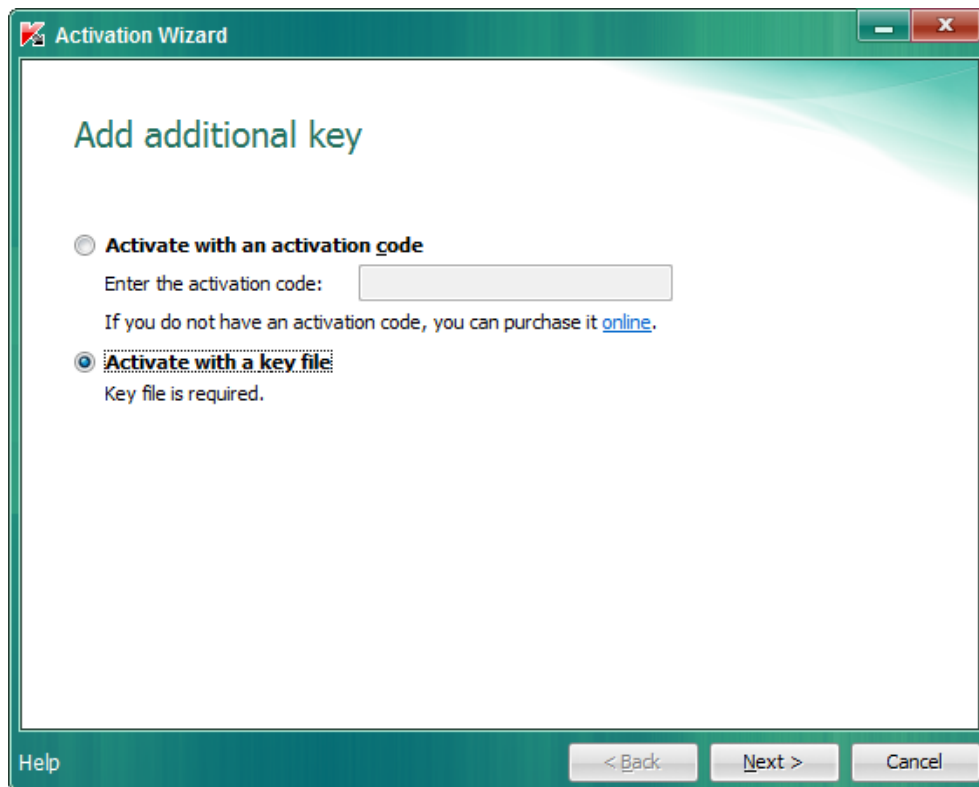 Activation Wizard
Add additional key
Activate with an activation code
Enter the activation code:
If you do not have an activation code, you can purchase it online.
Activate with a key file
Key file is required.
Help
< Back
Next >
Cancel